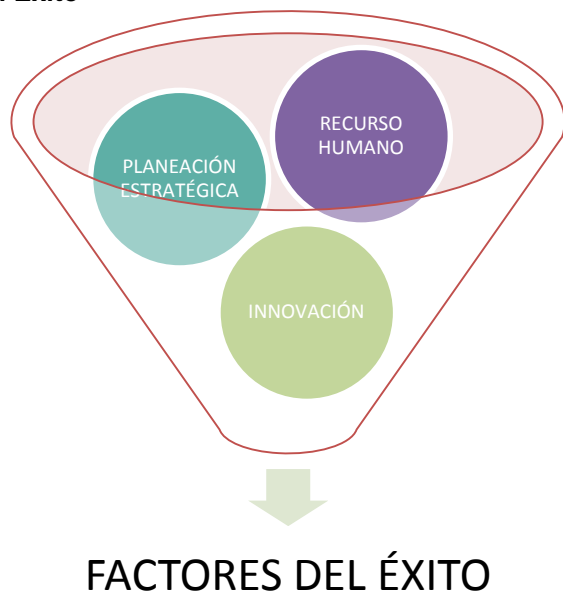 RECURSO
HUMANO
PLANEACIÓN
ESTRATÉGICA
INNOVACIÓN
FACTORES DEL ÉXITO